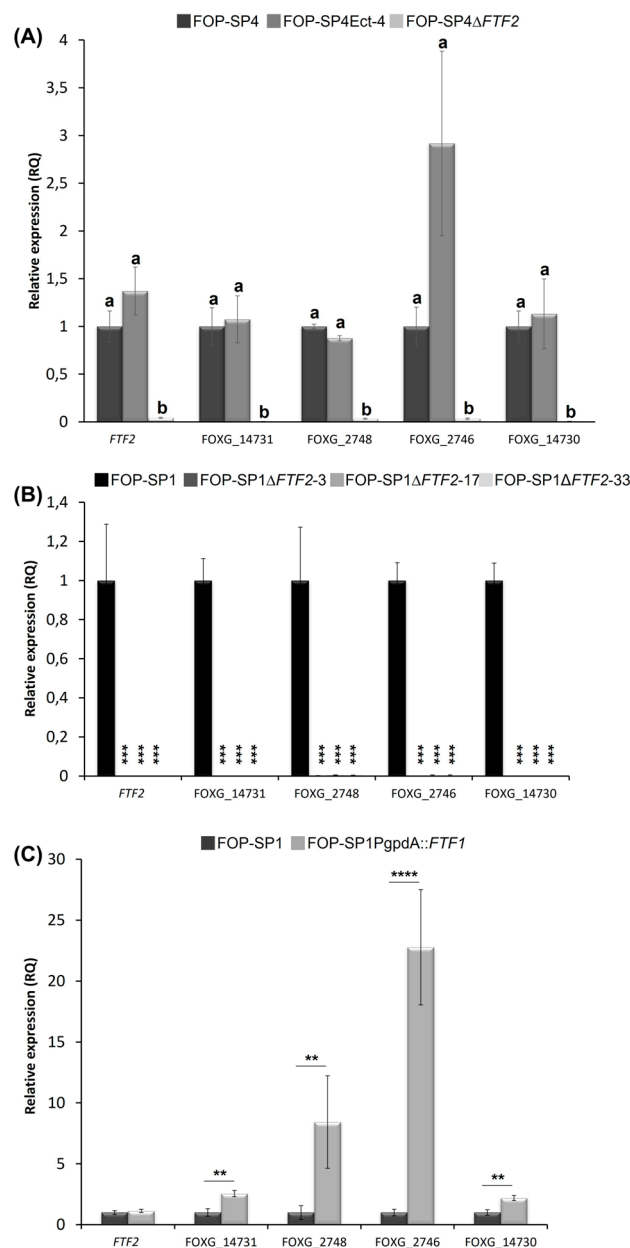 (A)
FOP-SP4 FOP-SP4Ect-4 FOP-SP4ΔFTF2
Relative expression (RQ)
4
3,5
3
2,5
2
1,5
1
0,5
0
a a b a a b a a b a a b a a b
FTF2 FOXG_14731 FOXG_2748 FOXG_2746 FOXG_14730
(B)
FOP-SP1 FOP-SP1ΔFTF2-3 FOP-SP1ΔFTF2-17 FOP-SP1ΔFTF2-33
Relative expression (RQ)
1,4
1,2
1
0,8
0,6
0,4
0,2
0
*** *** *** *** *** *** *** *** *** *** *** *** *** *** ***
FTF2 FOXG_14731 FOXG_2748 FOXG_2746 FOXG_14730
(C)
FOP-SP1 FOP-SP1PgpdA::FTF1
Relative expression (RQ)
30
25
20
15
10
5
0
** ** **** **
FTF2 FOXG_14731 FOXG_2748 FOXG_2746 FOXG_14730